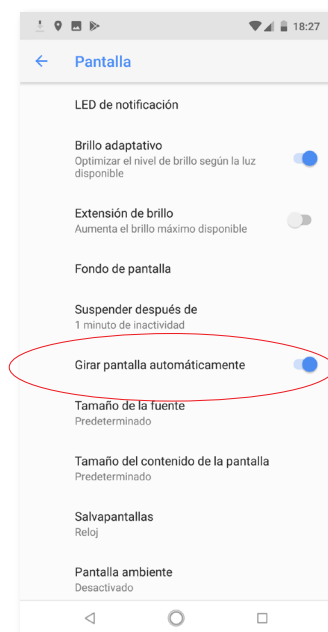 18:27
Pantalla
LED de notificación
Brillo adaptativo
Optimizar el nivel de brillo según la luz
disponible
Extensión de brillo
Aumenta el brillo máximo disponible
Fondo de pantalla
Suspender después de
1 minuto de inactividad
Girar pantalla automáticamente
Tamaño de la fuente
Predeterminado
Tamaño del contenido de la pantalla
Predeterminado
Salvapantallas
Reloj
Pantalla ambiente
Desactivado